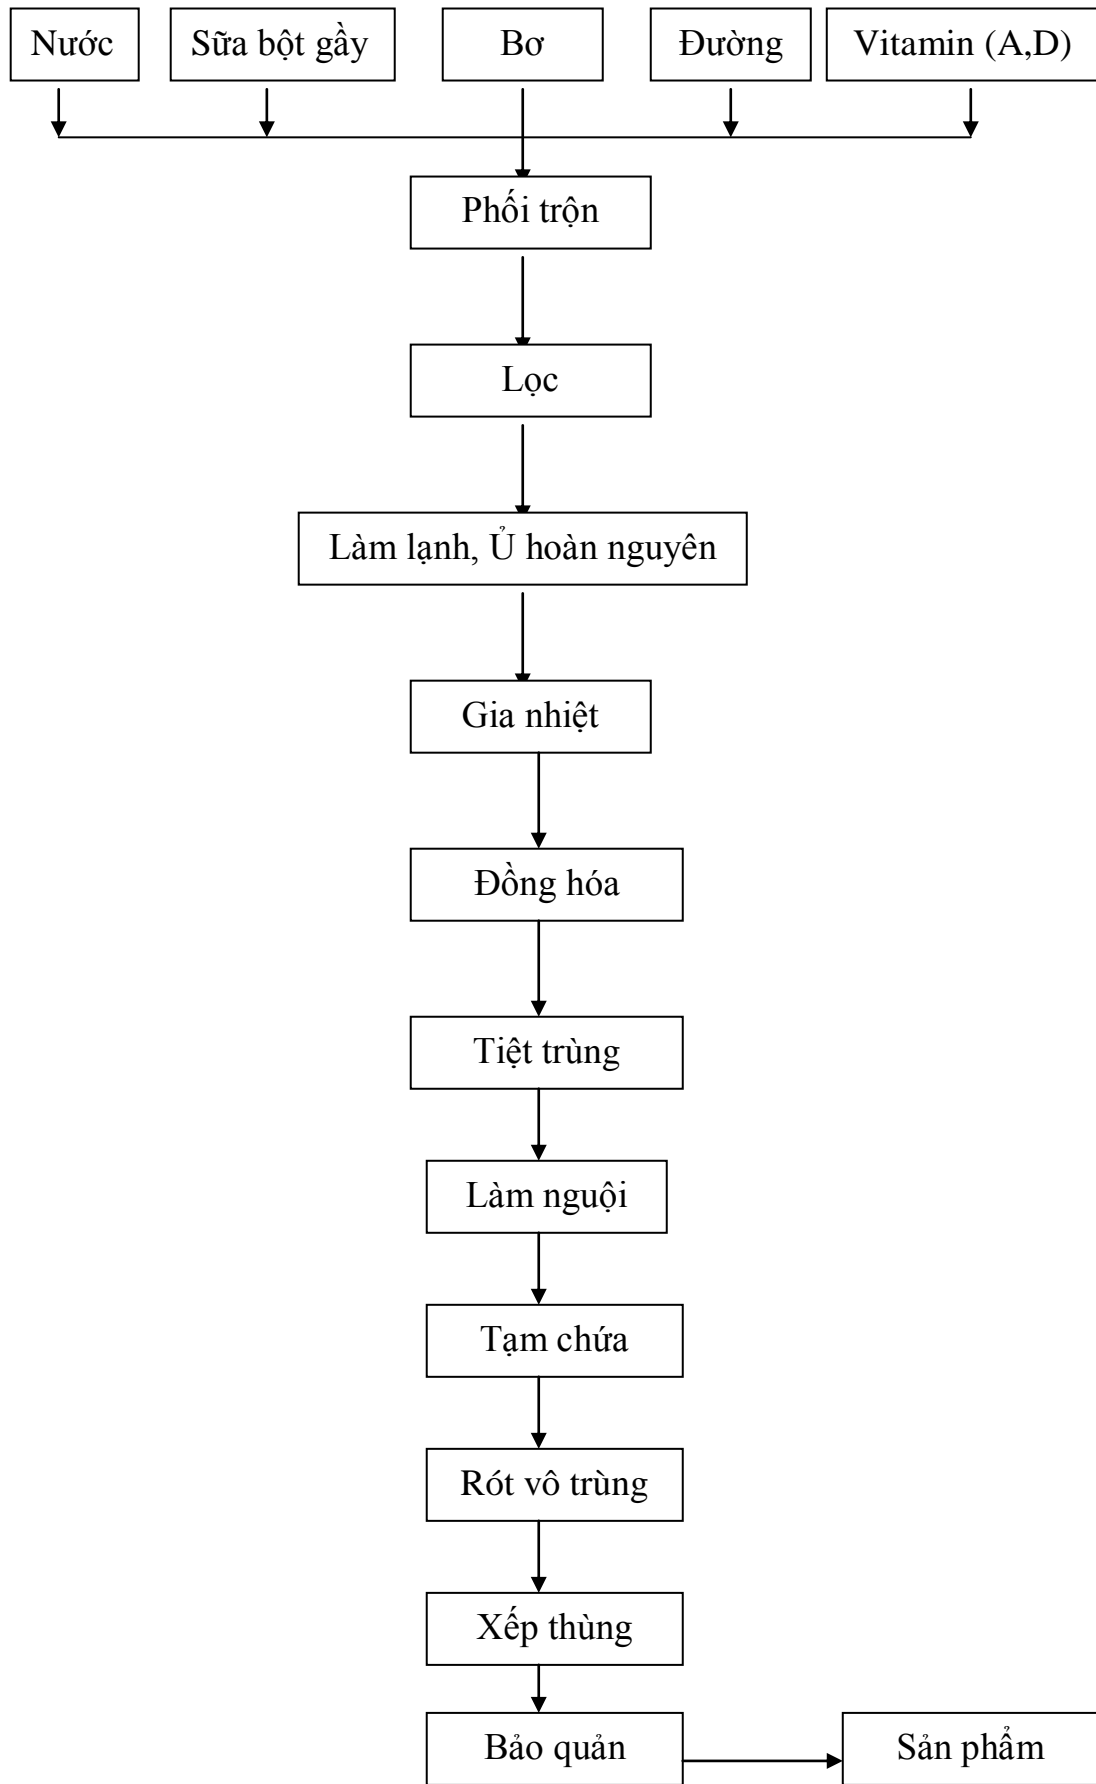 Nước
Sữa bột gầy
Bơ
Đường
Vitamin (A,D)
Phối trộn
Lọc
Làm lạnh, Ủ hoàn nguyên
Gia nhiệt
Đồng hóa
Tiệt trùng
Làm nguội
Tạm chứa
Rót vô trùng
Xếp thùng
Bảo quản
Sản phẩm